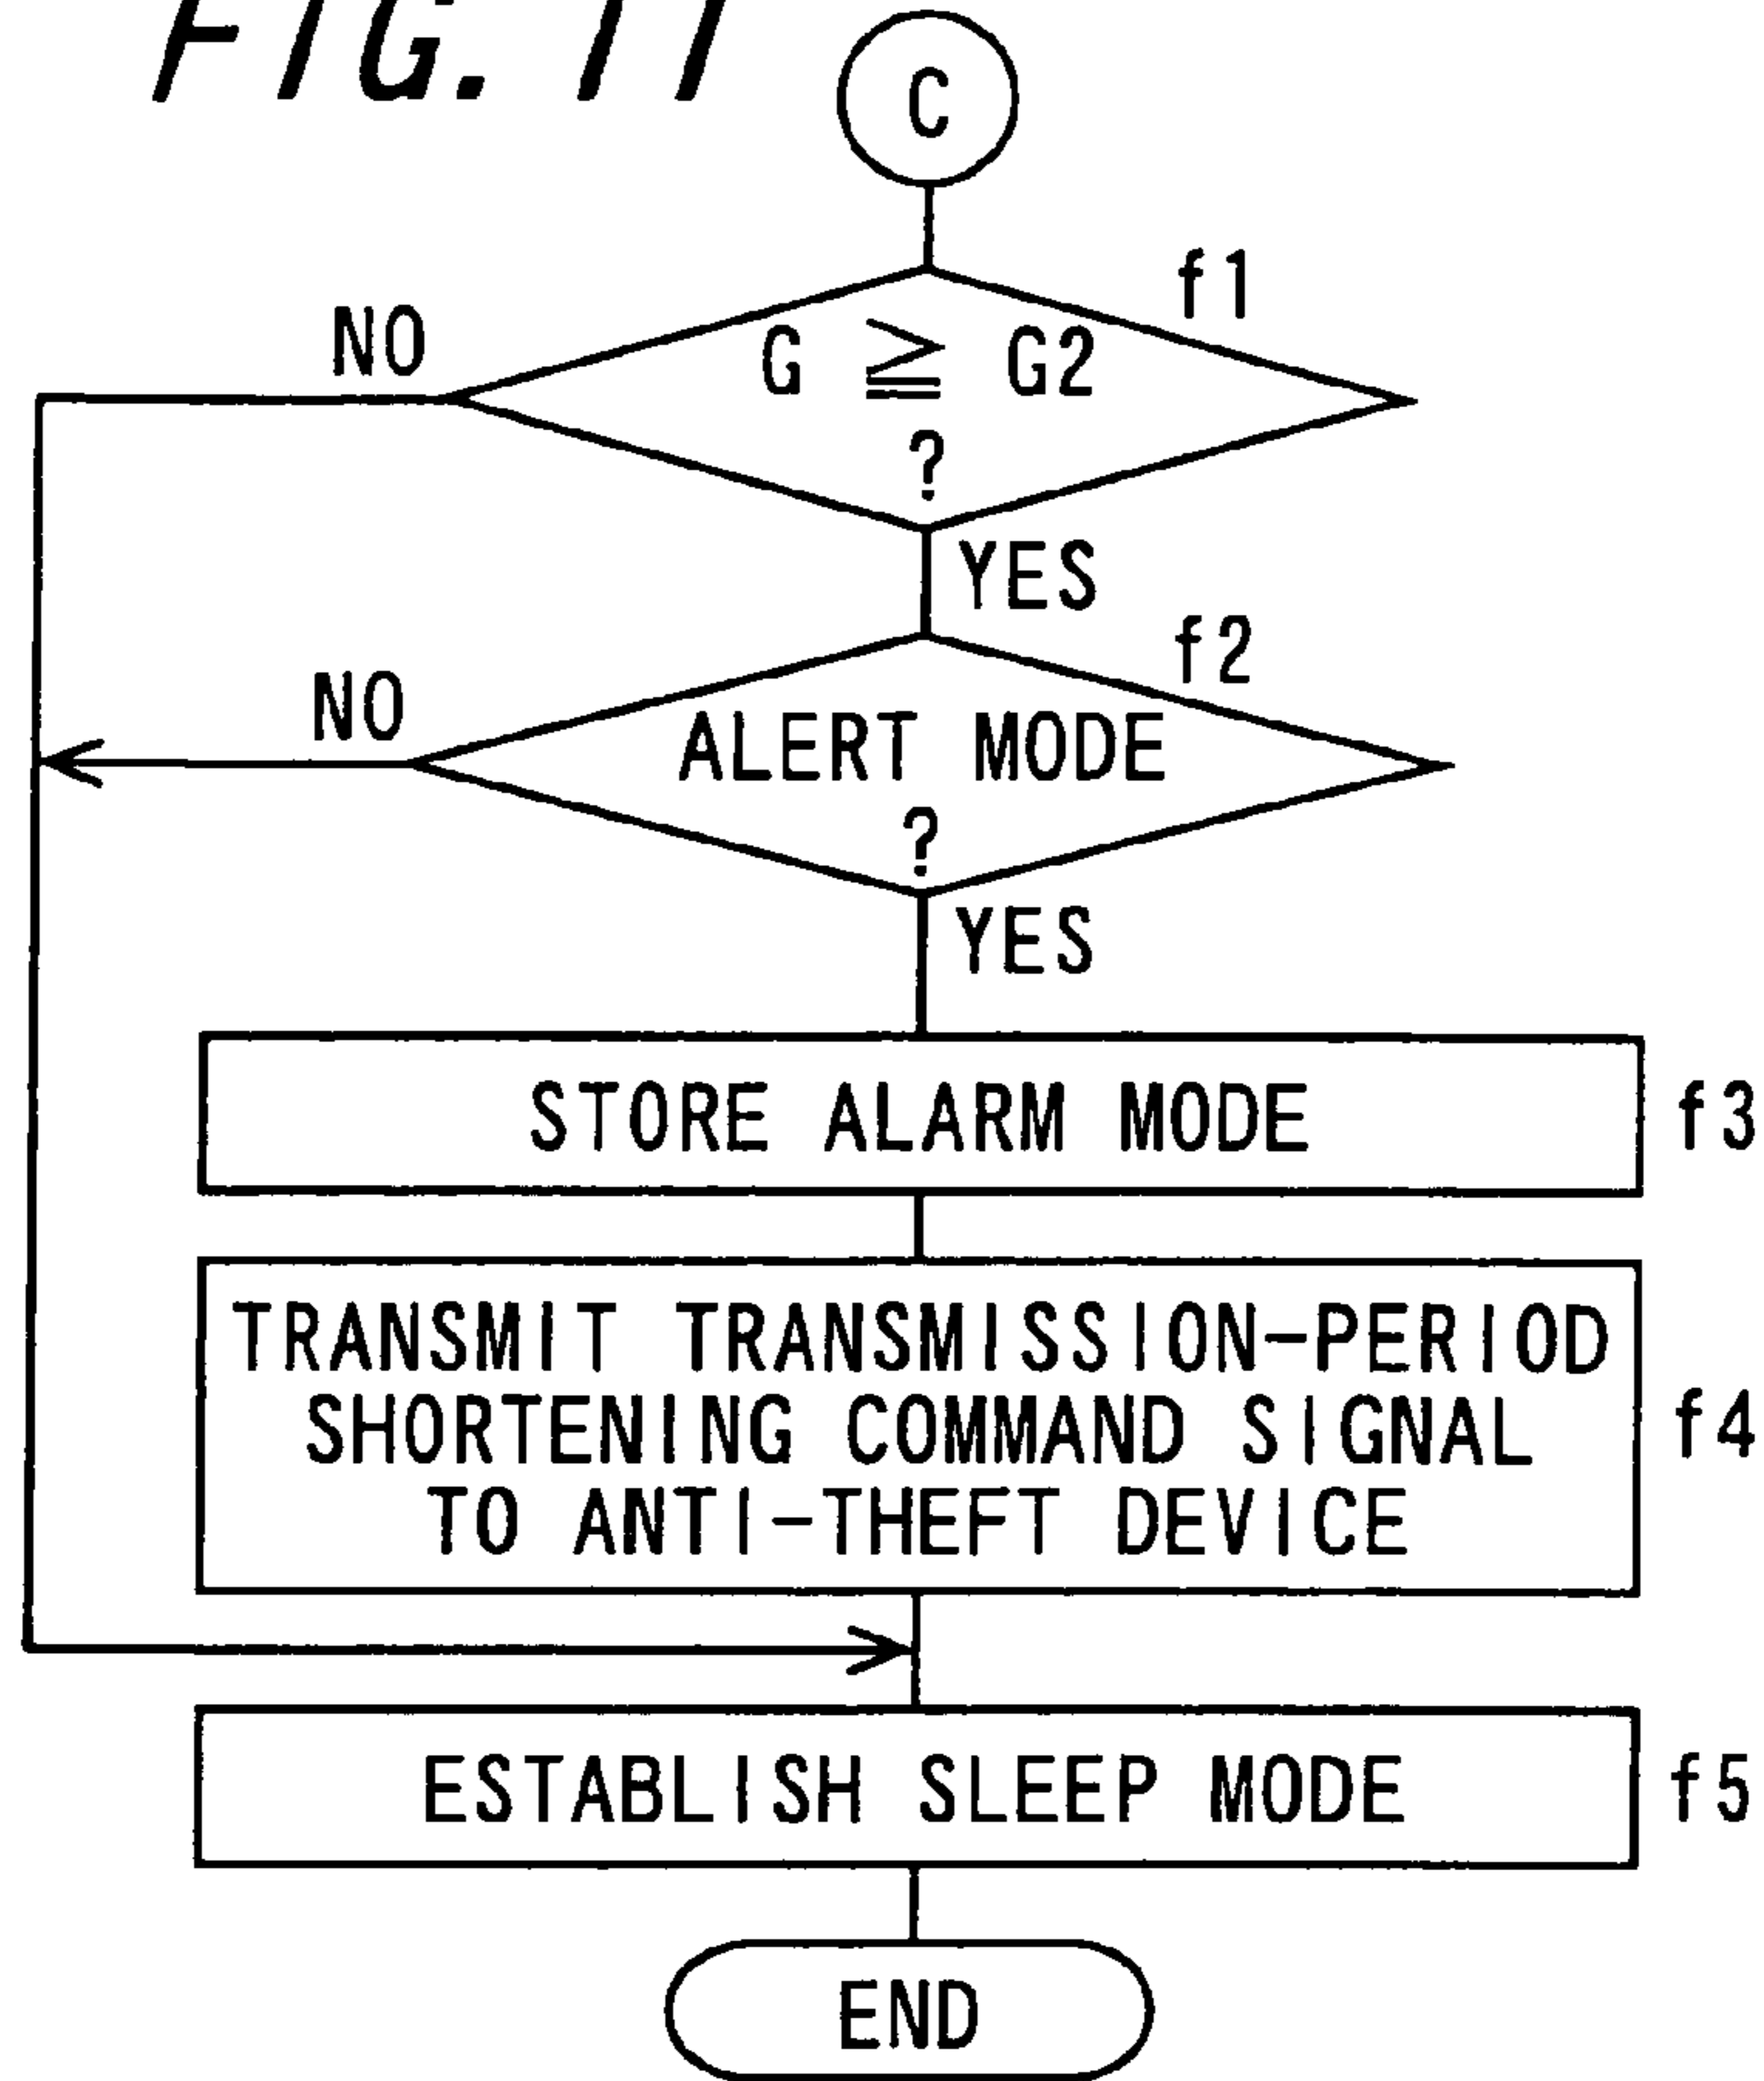 FIG. 11
C
f1
NO
G ≧ G2
?
YES
f2
NO
ALERT MODE
?
YES
STORE ALARM MODE
f3
TRANSMIT TRANSMISSION-PERIOD
SHORTENING COMMAND SIGNAL
TO ANTI-THEFT DEVICE
f4
ESTABLISH SLEEP MODE
f5
END